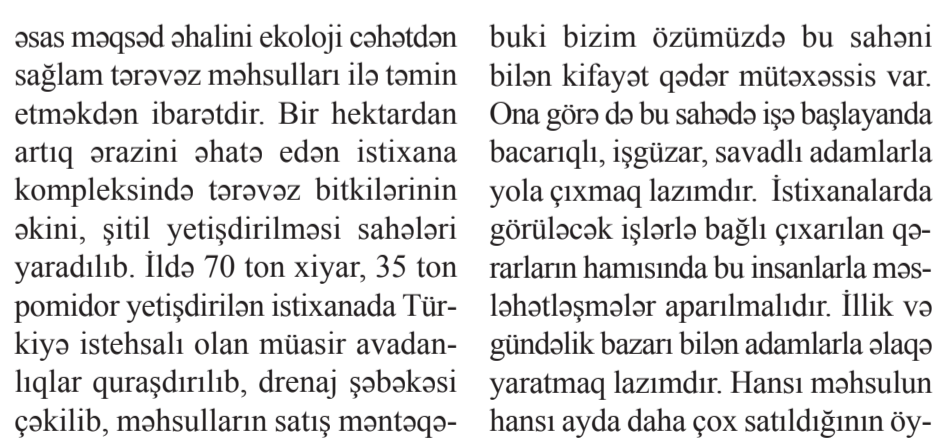 əsas məqsəd əhalini ekoloji cəhətdən
sağlam tərəvəz məhsulları ilə təmin
etməkdən ibarətdir. Bir hektardan
artıq ərazini əhatə edən istixana
kompleksində tərəvəz bitkilərinin
əkini, şitil yetişdirilməsi sahələri
yaradılıb. İldə 70 ton xiyar, 35 ton
pomidor yetişdirilən istixanada Tür-
kiyə istehsalı olan müasir avadan-
lıqlar quraşdırılıb, drenaj şəbəkəsi
çəkilib, məhsulların satış məntəqə-
buki bizim özümüzdə bu sahəni
bilən kifayət qədər mütəxəssis var.
Ona görə də bu sahədə işə başlayanda
bacarıqlı, işgüzar, savadlı adamlarla
yola çıxmaq lazımdır. İstixanalarda
görüləcək işlərlə bağlı çıxarılan qə-
rarların hamısında bu insanlarla məs-
ləhətləşmələr aparılmalıdır. İllik və
gündəlik bazarı bilən adamlarla əlaqə
yaratmaq lazımdır. Hansı məhsulun
hansı ayda daha çox satıldığının öy-